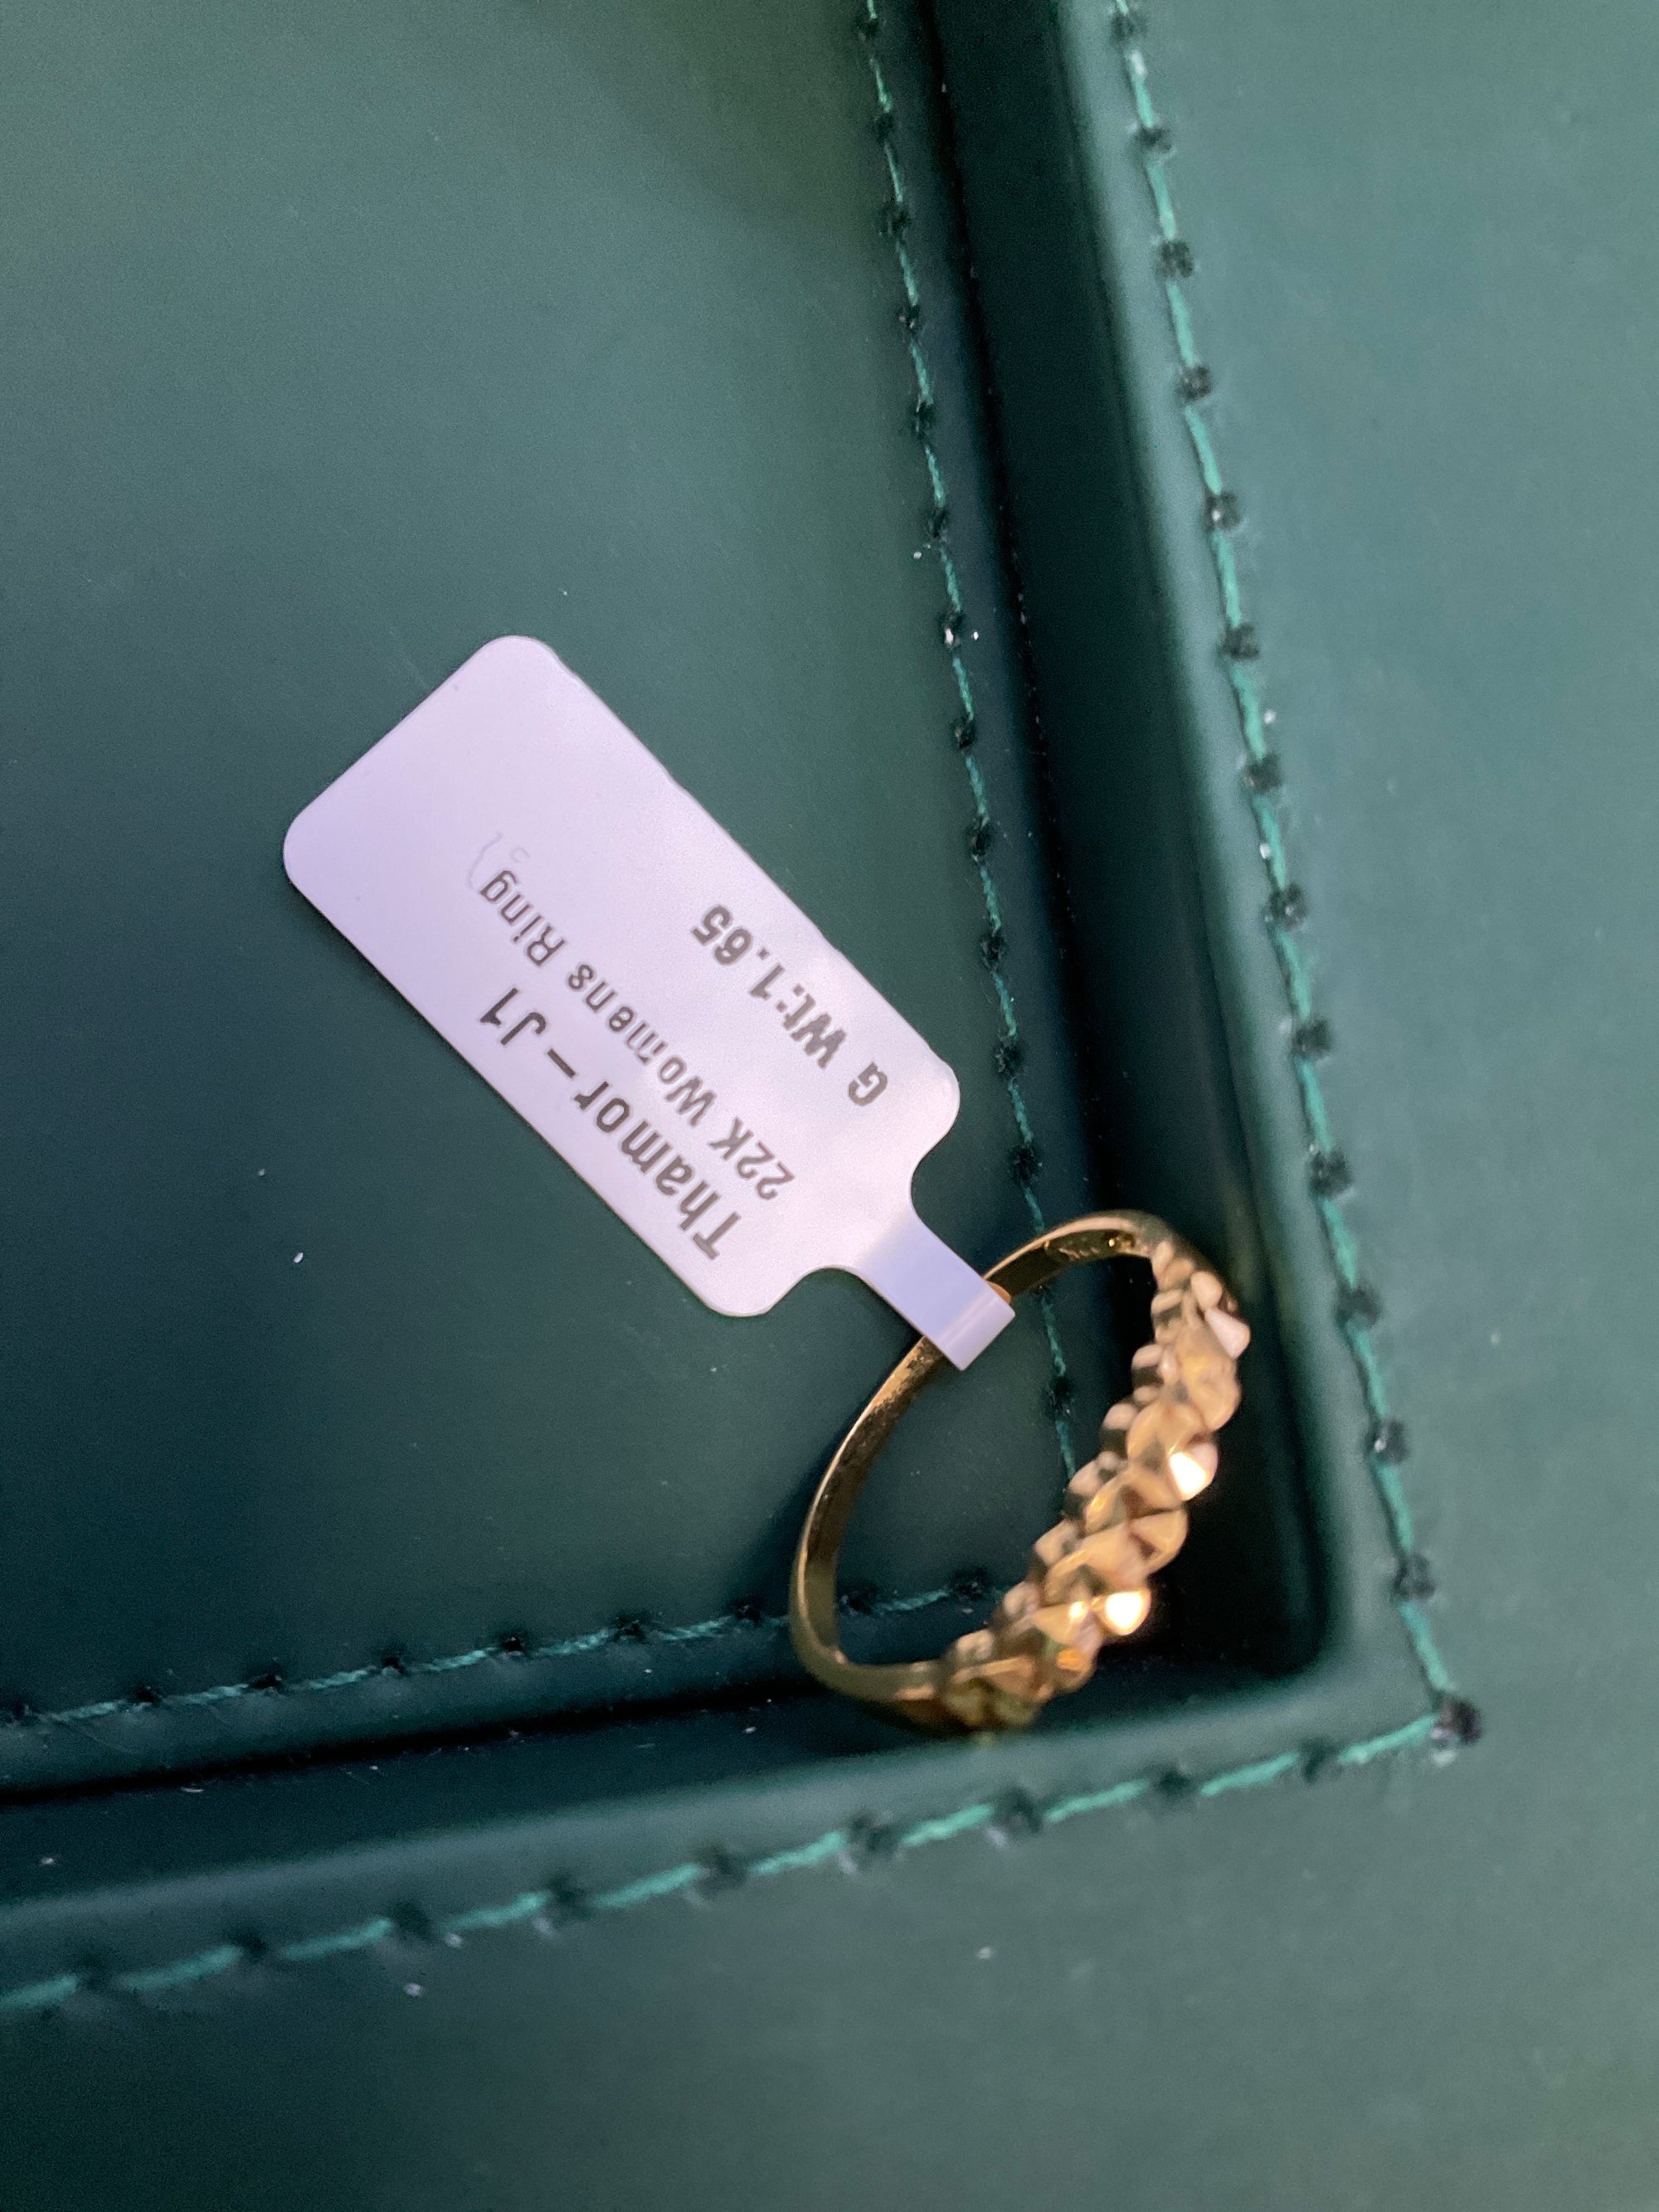 Thamor - J1
22K Womens Ring
G Wt:1.65